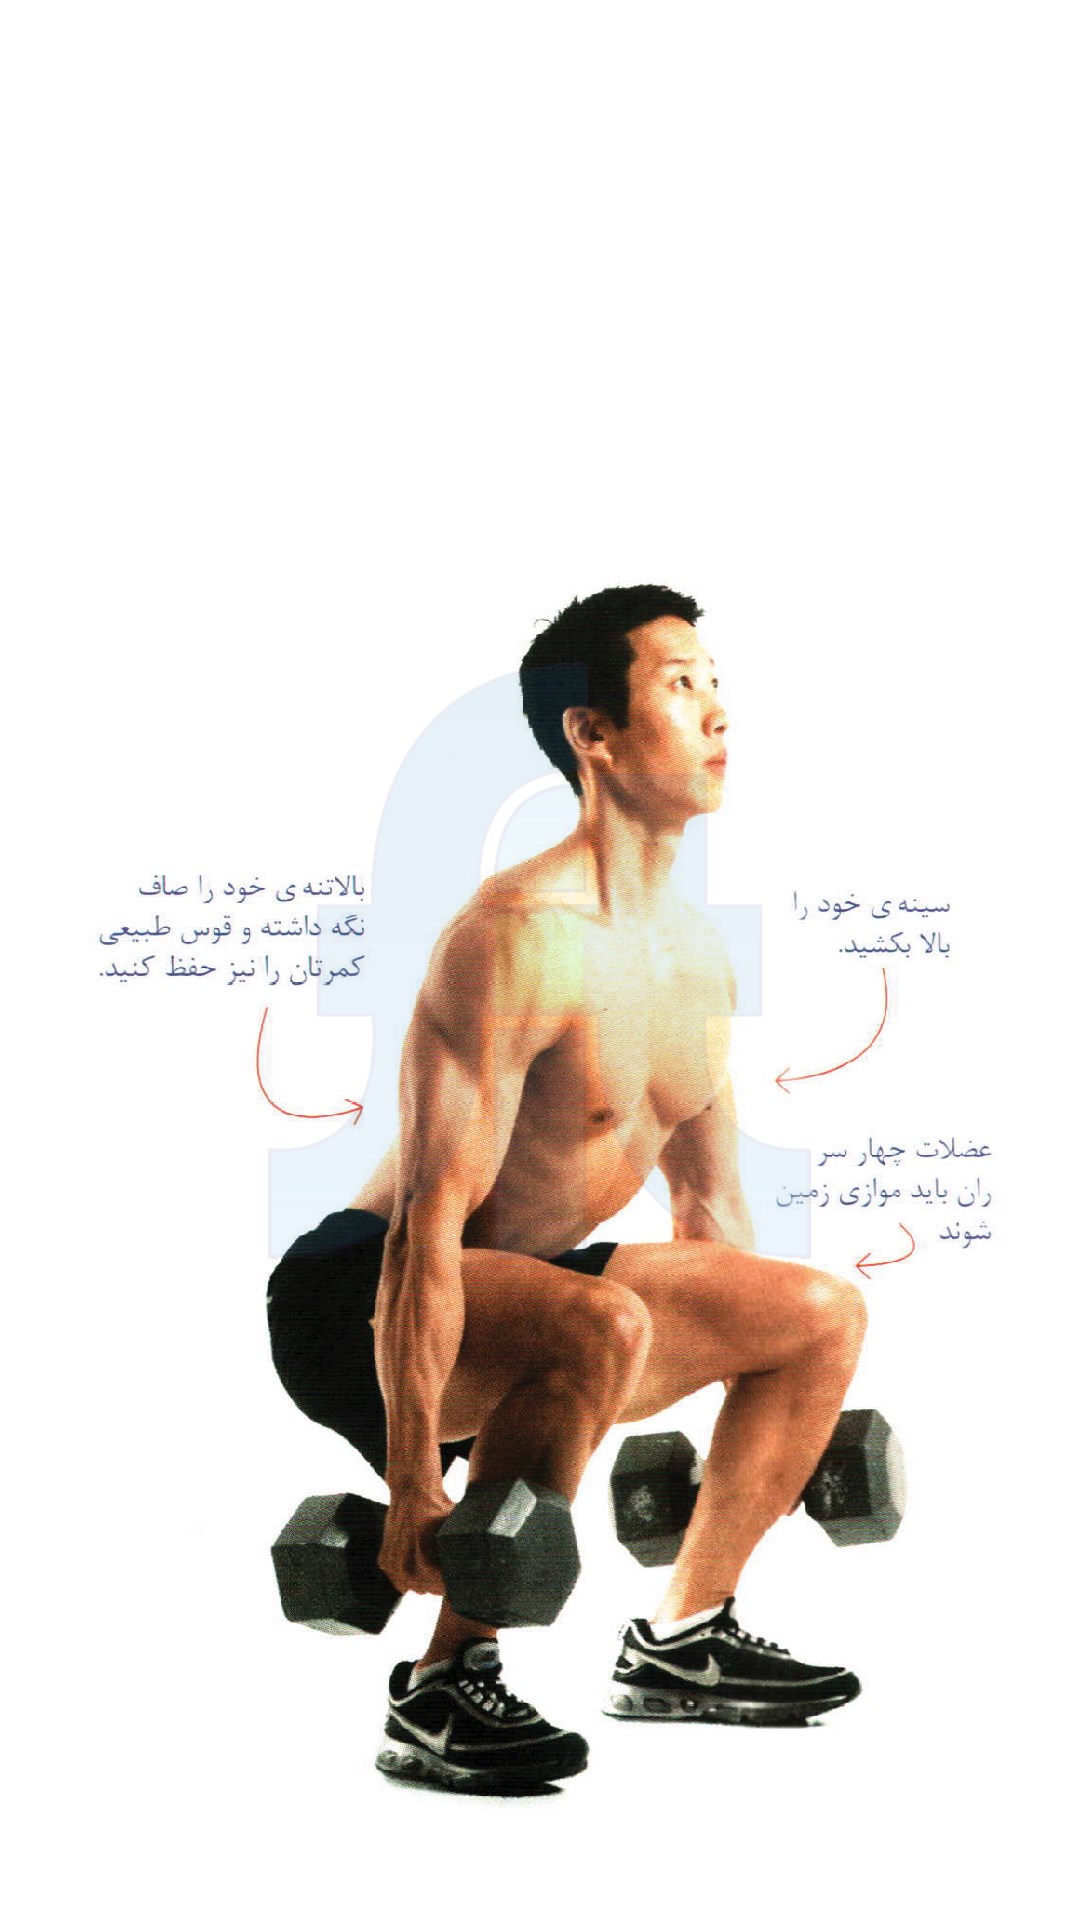 بالاتنه ی خود را صاف
نگه داشته و قوس طبیعی
کمرتان را نیز حفظ کنید.
سینه ی خود را
بالا بکشید.
عضلات چهار سر
ران باید موازی زمین
شوند